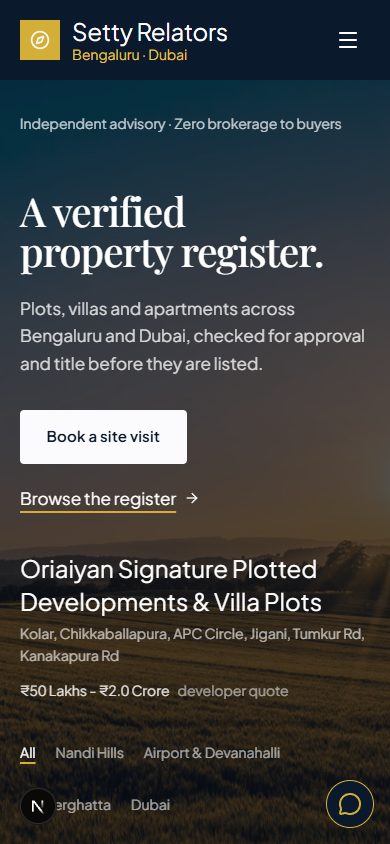 Setty Relators
Bengaluru · Dubai
Independent advisory · Zero brokerage to buyers
A verified
property register.
Plots, villas and apartments across
Bengaluru and Dubai, checked for approval
and title before they are listed.
Book a site visit
Browse the register →
Oriaiyan Signature Plotted
Developments & Villa Plots
Kolar, Chikkaballapura, APC Circle, Jigani, Tumkur Rd,
Kanakapura Rd
₹50 Lakhs - ₹2.0 Crore developer quote
All Nandi Hills Airport & Devanahalli
N erghatta Dubai